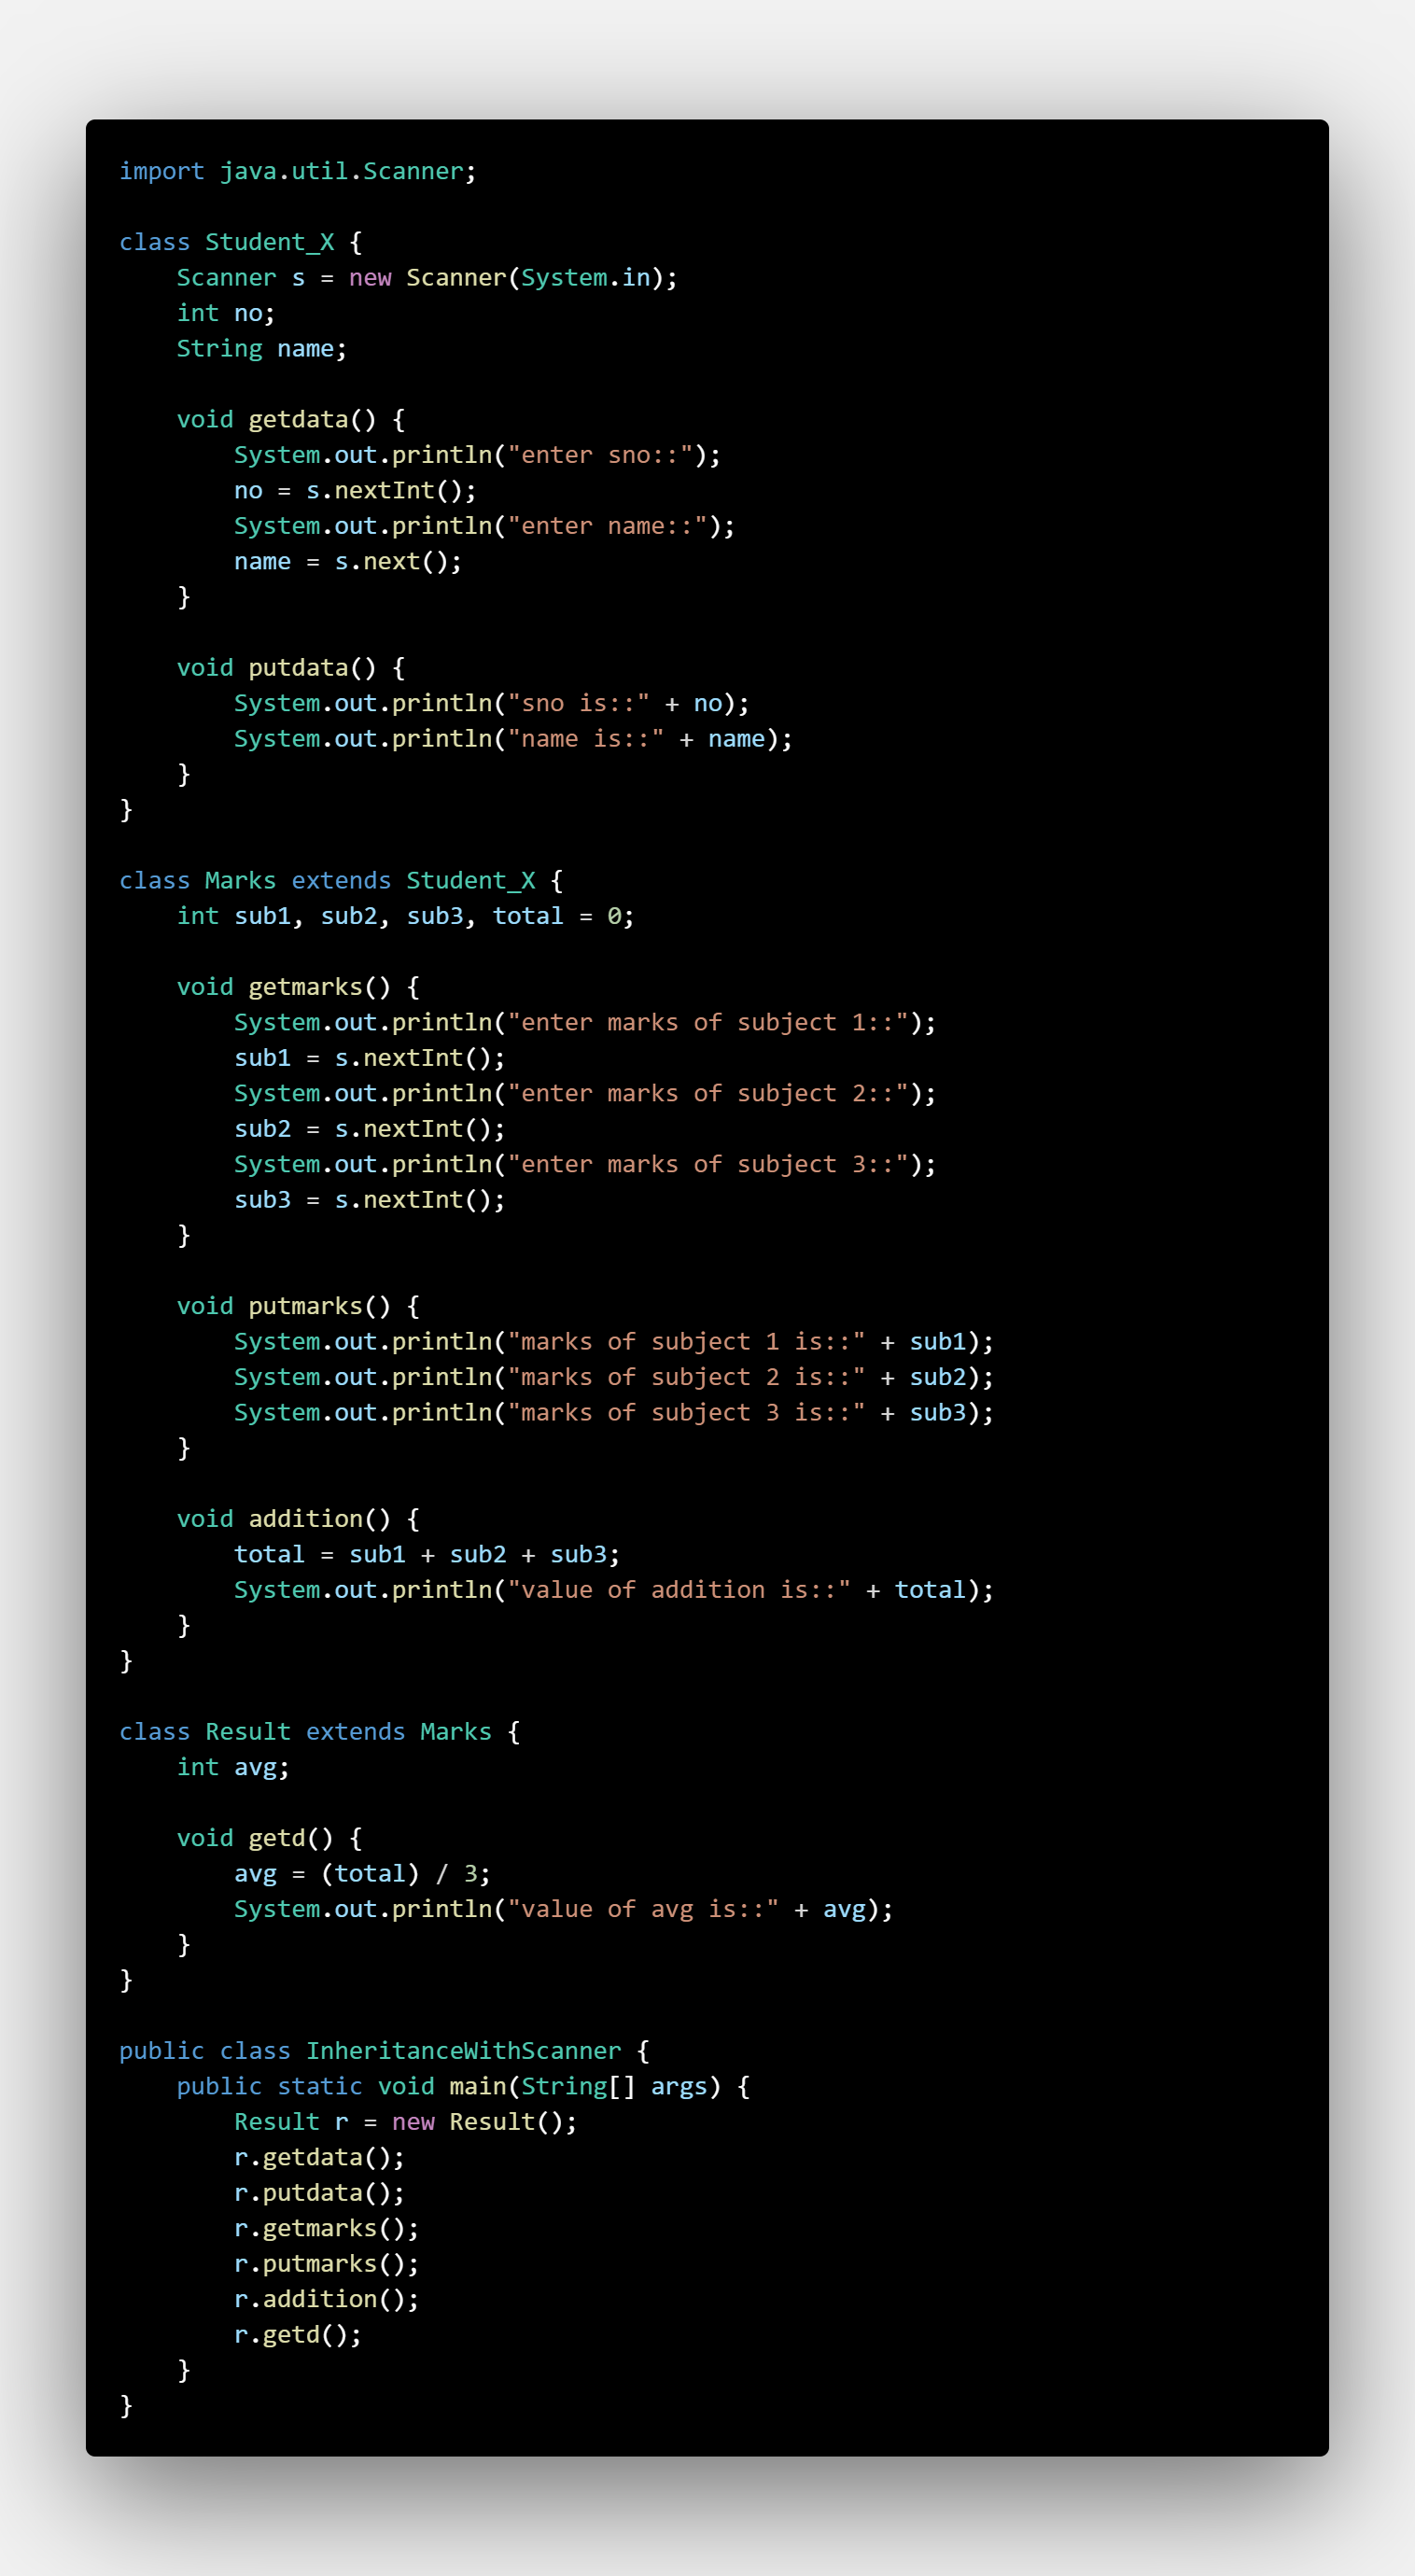 import java.util.Scanner;

class Student_X {
    Scanner s = new Scanner(System.in);
    int no;
    String name;

    void getdata() {
        System.out.println("enter sno::");
        no = s.nextInt();
        System.out.println("enter name::");
        name = s.next();
    }

    void putdata() {
        System.out.println("sno is::" + no);
        System.out.println("name is::" + name);
    }
}

class Marks extends Student_X {
    int sub1, sub2, sub3, total = 0;

    void getmarks() {
        System.out.println("enter marks of subject 1::");
        sub1 = s.nextInt();
        System.out.println("enter marks of subject 2::");
        sub2 = s.nextInt();
        System.out.println("enter marks of subject 3::");
        sub3 = s.nextInt();
    }

    void putmarks() {
        System.out.println("marks of subject 1 is::" + sub1);
        System.out.println("marks of subject 2 is::" + sub2);
        System.out.println("marks of subject 3 is::" + sub3);
    }

    void addition() {
        total = sub1 + sub2 + sub3;
        System.out.println("value of addition is::" + total);
    }
}

class Result extends Marks {
    int avg;

    void getd() {
        avg = (total) / 3;
        System.out.println("value of avg is::" + avg);
    }
}

public class InheritanceWithScanner {
    public static void main(String[] args) {
        Result r = new Result();
        r.getdata();
        r.putdata();
        r.getmarks();
        r.putmarks();
        r.addition();
        r.getd();
    }
}